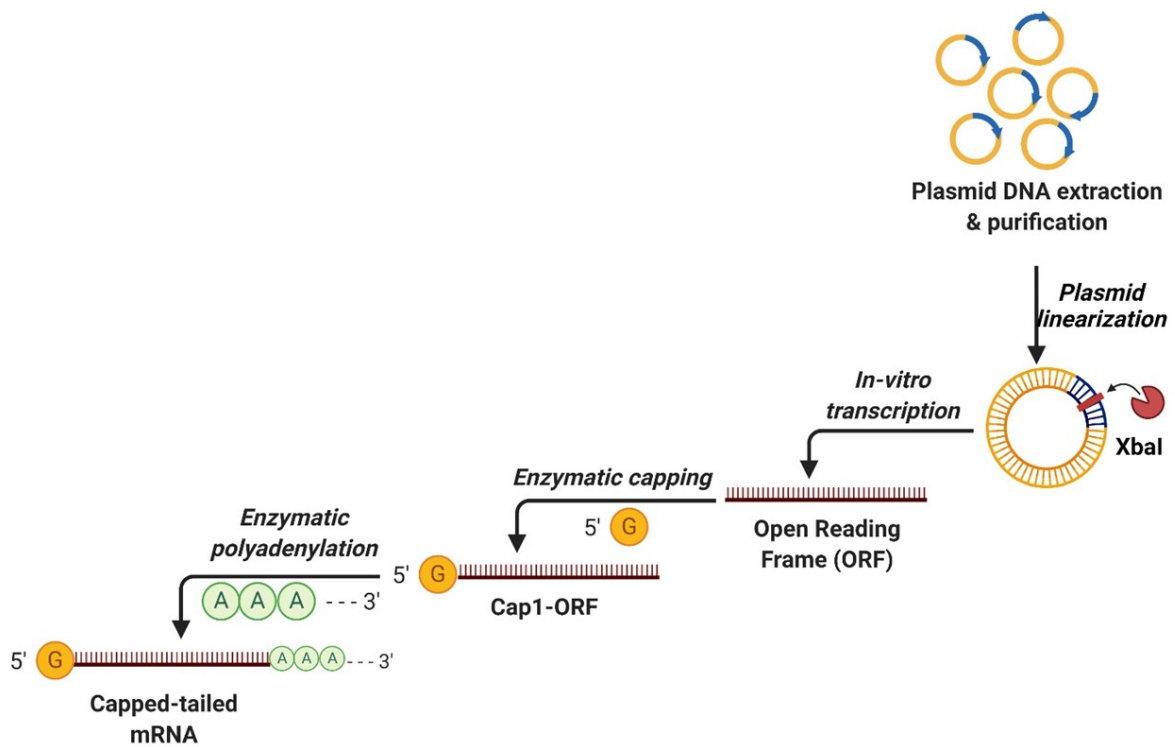 Plasmid DNA extraction
& purification
Plasmid
linearization
XbaI
In-vitro
transcription
Open Reading
Frame (ORF)
Enzymatic capping
5' G
5' G
Cap1-ORF
Enzymatic
polyadenylation
A A A ---3'
5' G A A A ---3'
Capped-tailed
mRNA